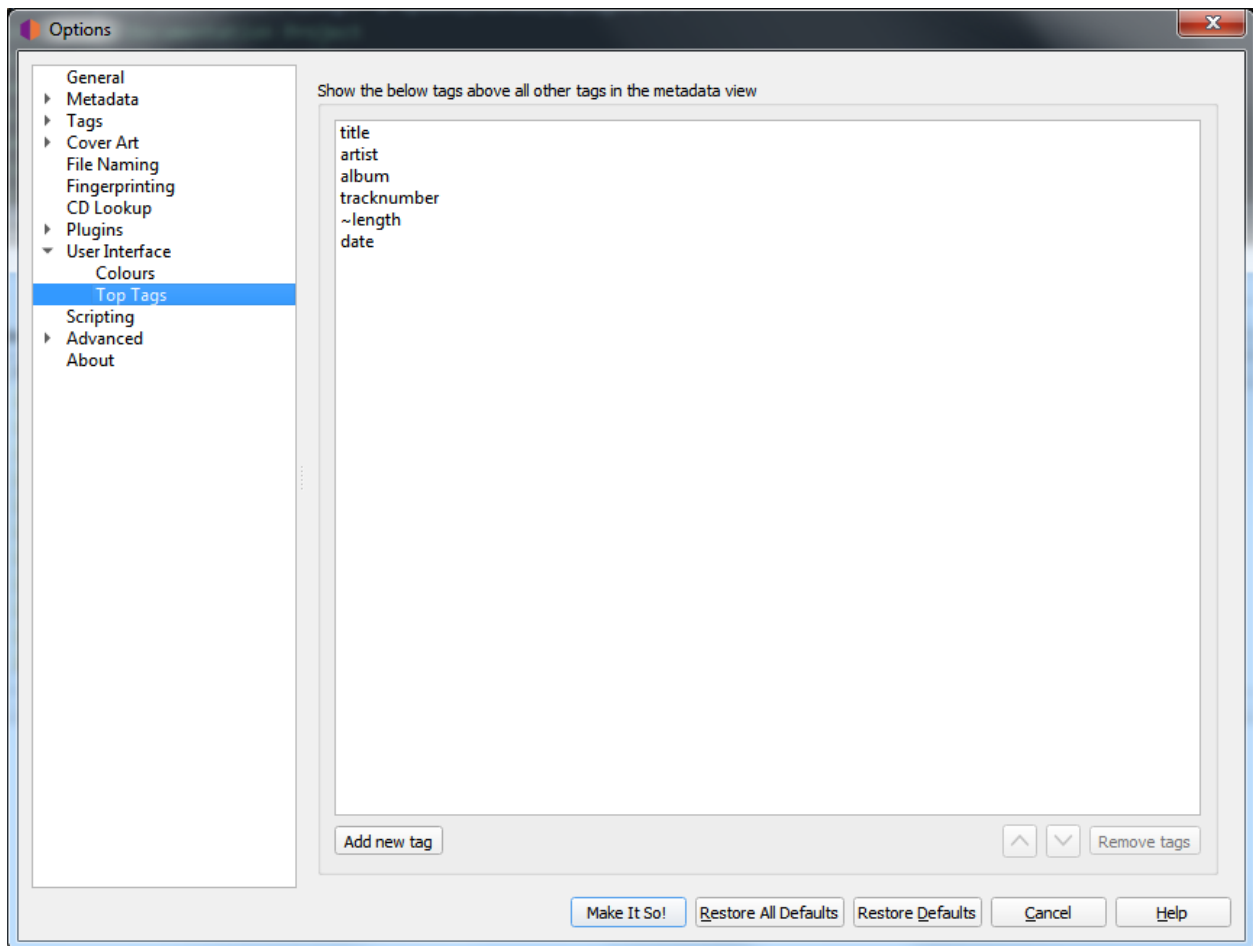 Options
General
Metadata
Tags
Cover Art
File Naming
Fingerprinting
CD Lookup
Plugins
User Interface
Colours
Top Tags
Scripting
Advanced
About
Show the below tags above all other tags in the metadata view
title
artist
album
tracknumber
~length
date
Add new tag
Remove tags
Make It So!
Restore All Defaults
Restore Defaults
Cancel
Help